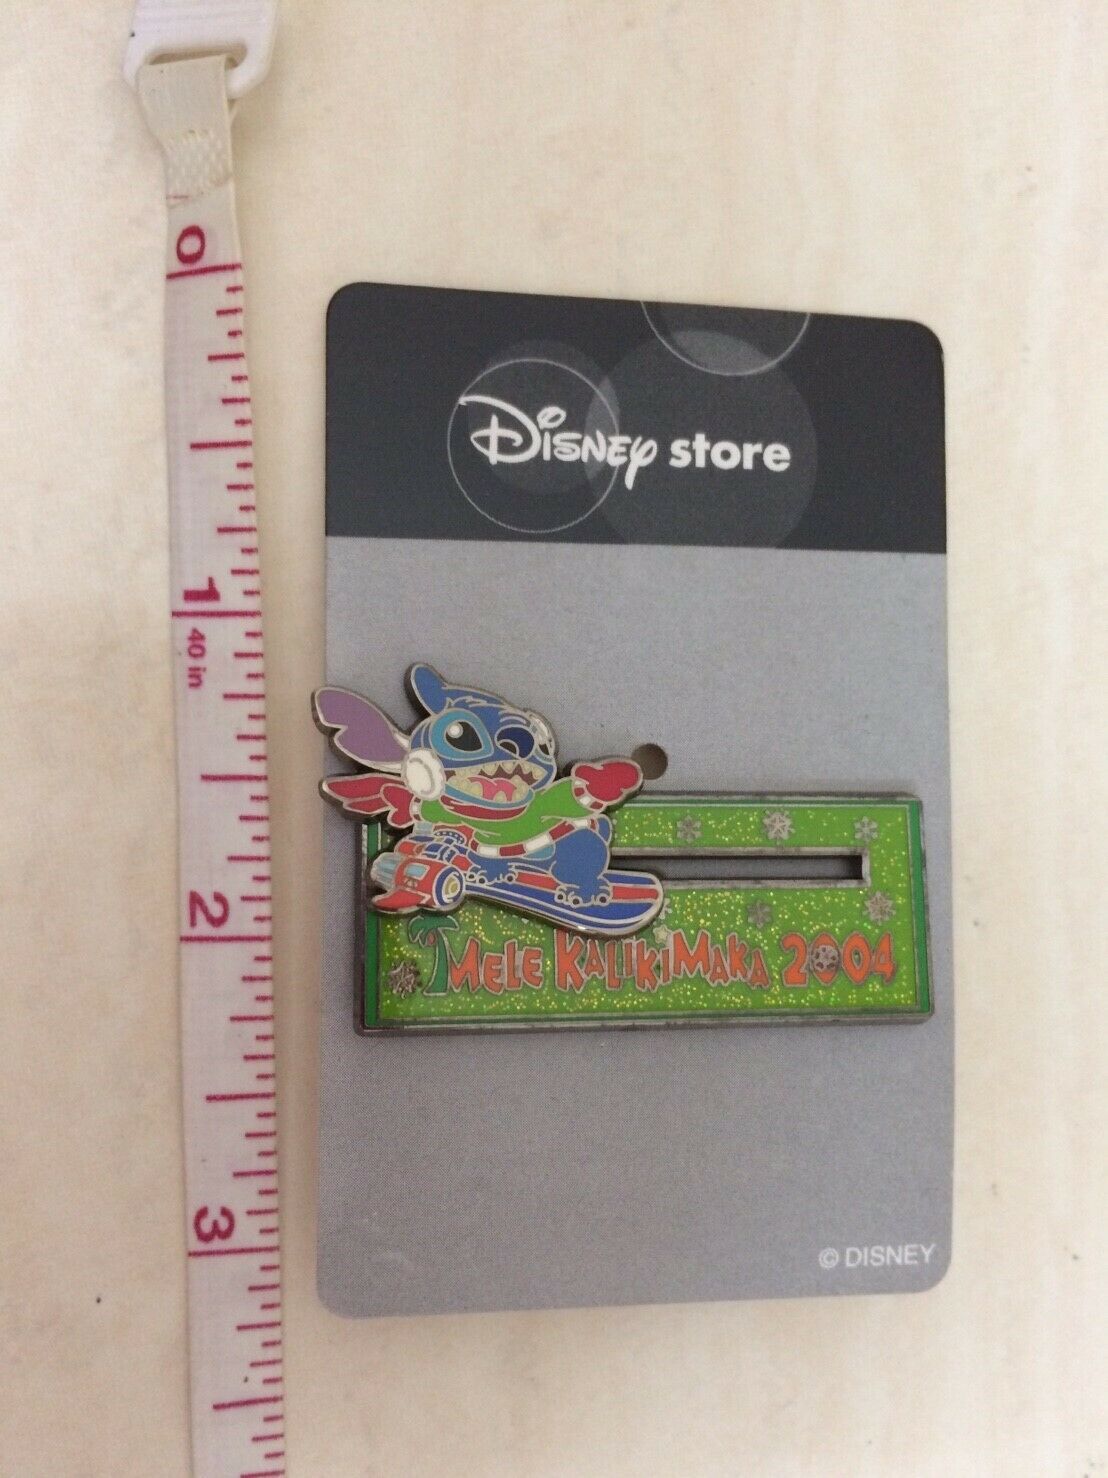 0
1
40 in
2
3
Disney store
MELE KALIKIMAKA 2004
© DISNEY